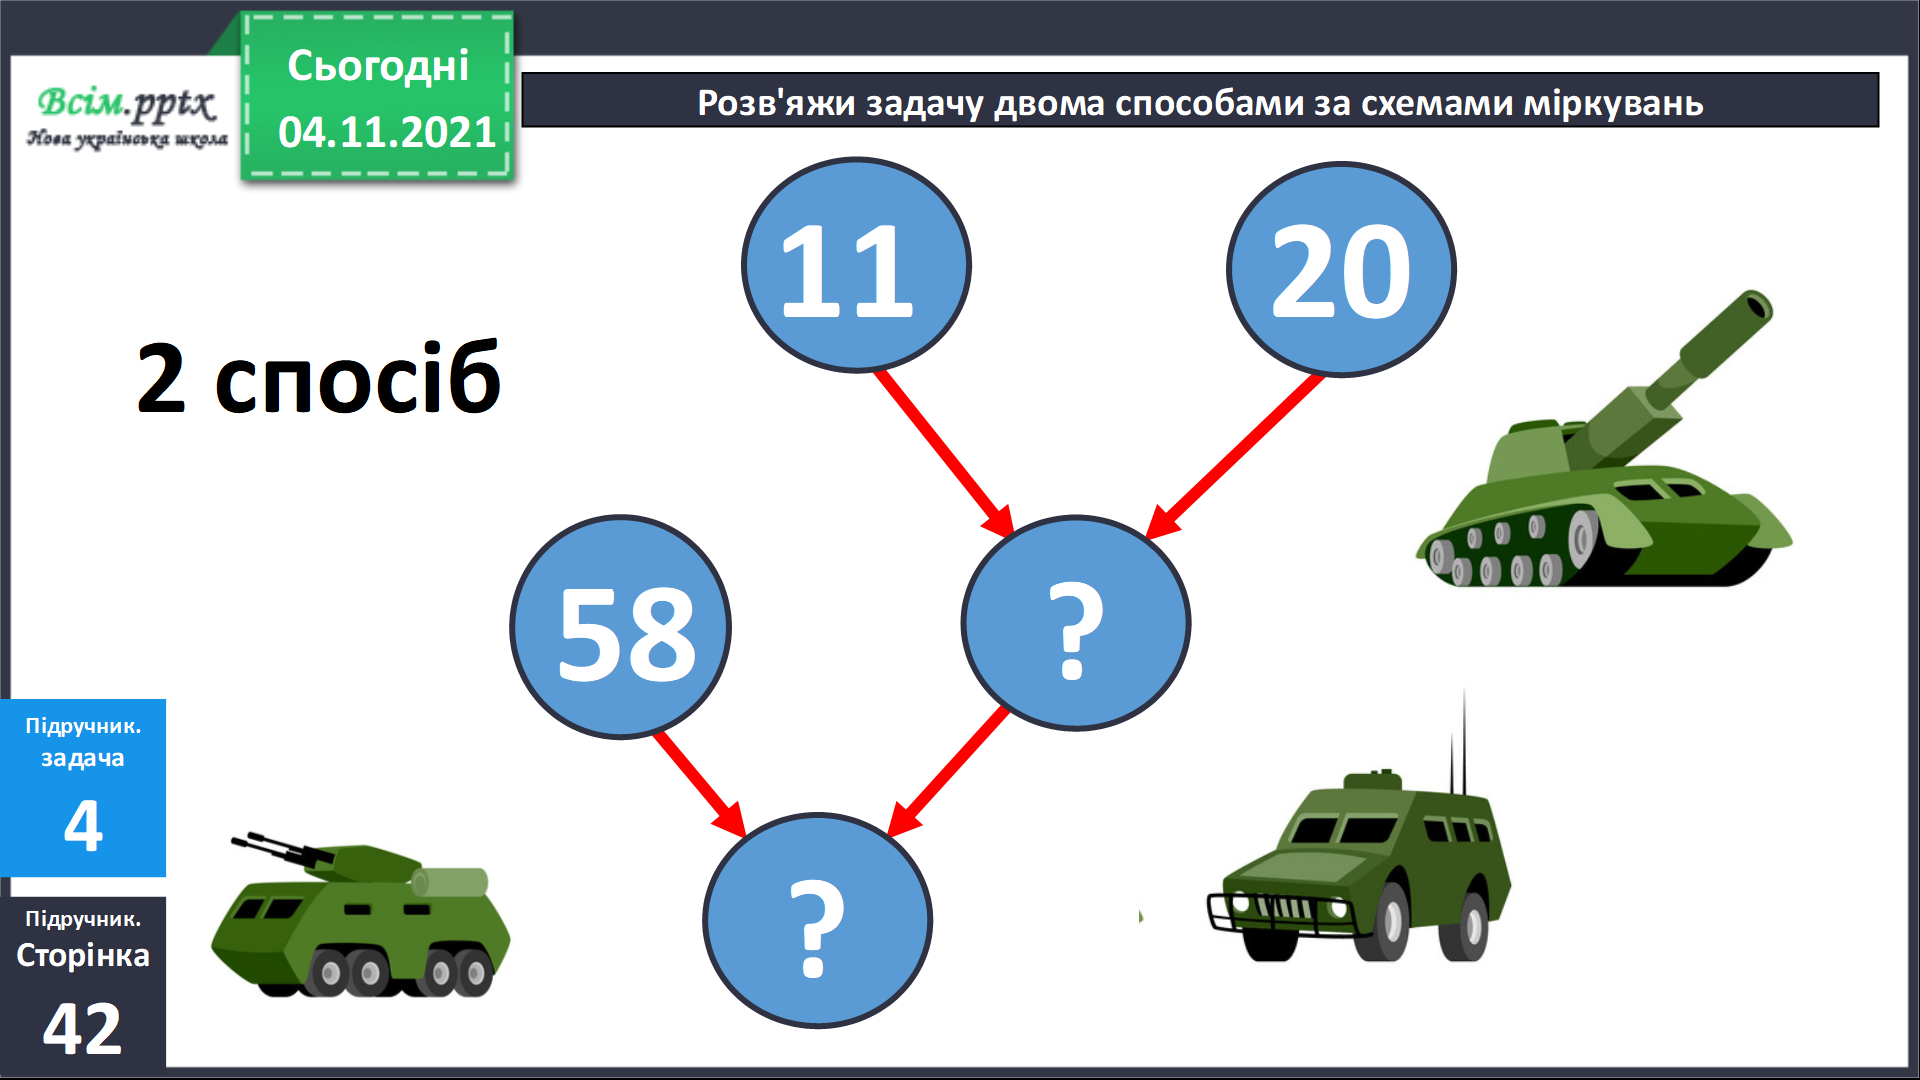 Сьогодні
04.11.2021
Всім.pptx
Нова українська школа
Розв'яжи задачу двома способами за схемами міркувань
11
20
2 спосіб
58
?
?
Підручник.
задача
4
Підручник.
Сторінка
42